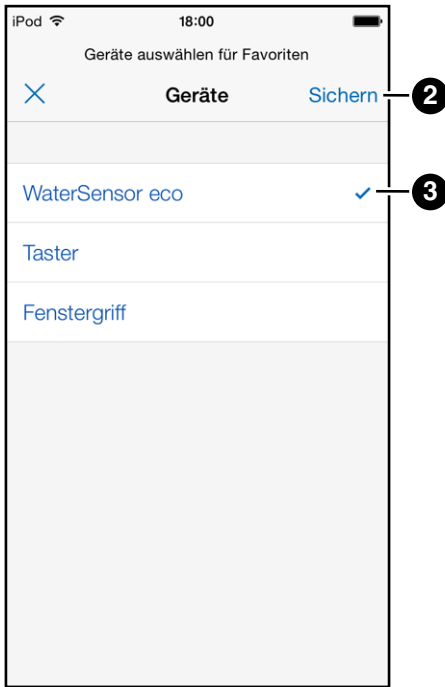 iPod 18:00
Geräte auswählen für Favoriten
Geräte Sichern 2
WaterSensor eco 3
Taster
Fenstergriff